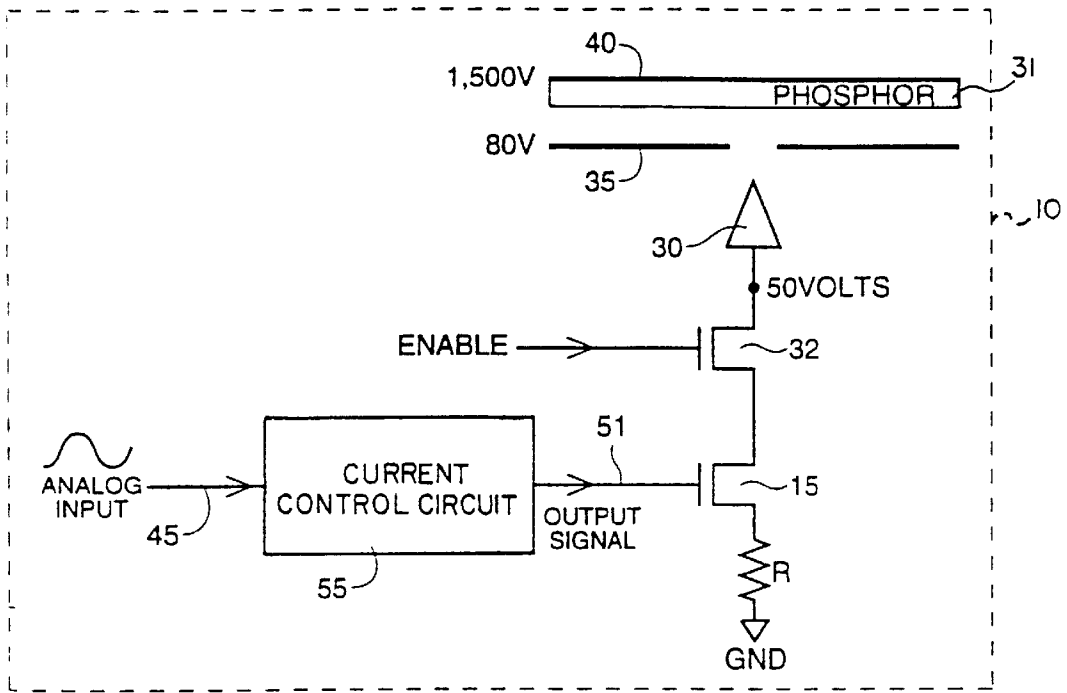 40
1,500V
31
PHOSPHOR
80V
35
10
30
50VOLTS
ENABLE
32
51
CURRENT
CONTROL CIRCUIT
15
ANALOG
INPUT
45
OUTPUT
SIGNAL
55
R
GND